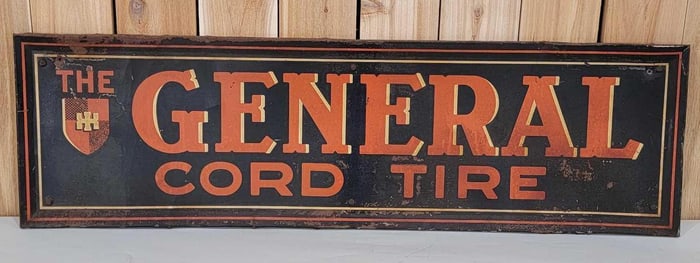 THE
GENERAL
CORD TIRE